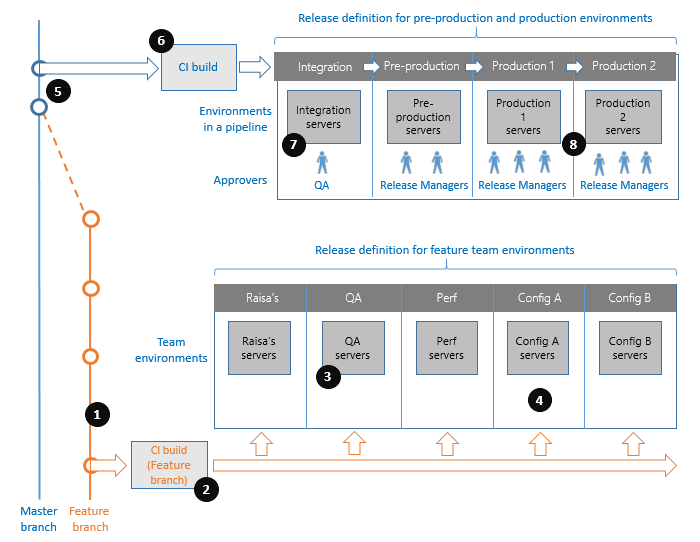 Release definition for pre-production and production environments
6
CI build
Integration
Pre-production
Production 1
Production 2
5
Environments
in a pipeline
Integration
servers
Pre-
production
servers
Production
1
servers
Production
2
servers
7
8
Approvers
QA
Release Managers
Release Managers
Release Managers
Release definition for feature team environments
Raisa's
QA
Perf
Config A
Config B
Team
environments
Raisa's
servers
QA
servers
Perf
servers
Config A
servers
Config B
servers
3
4
1
CI build
(Feature
branch)
2
Master
branch
Feature
branch